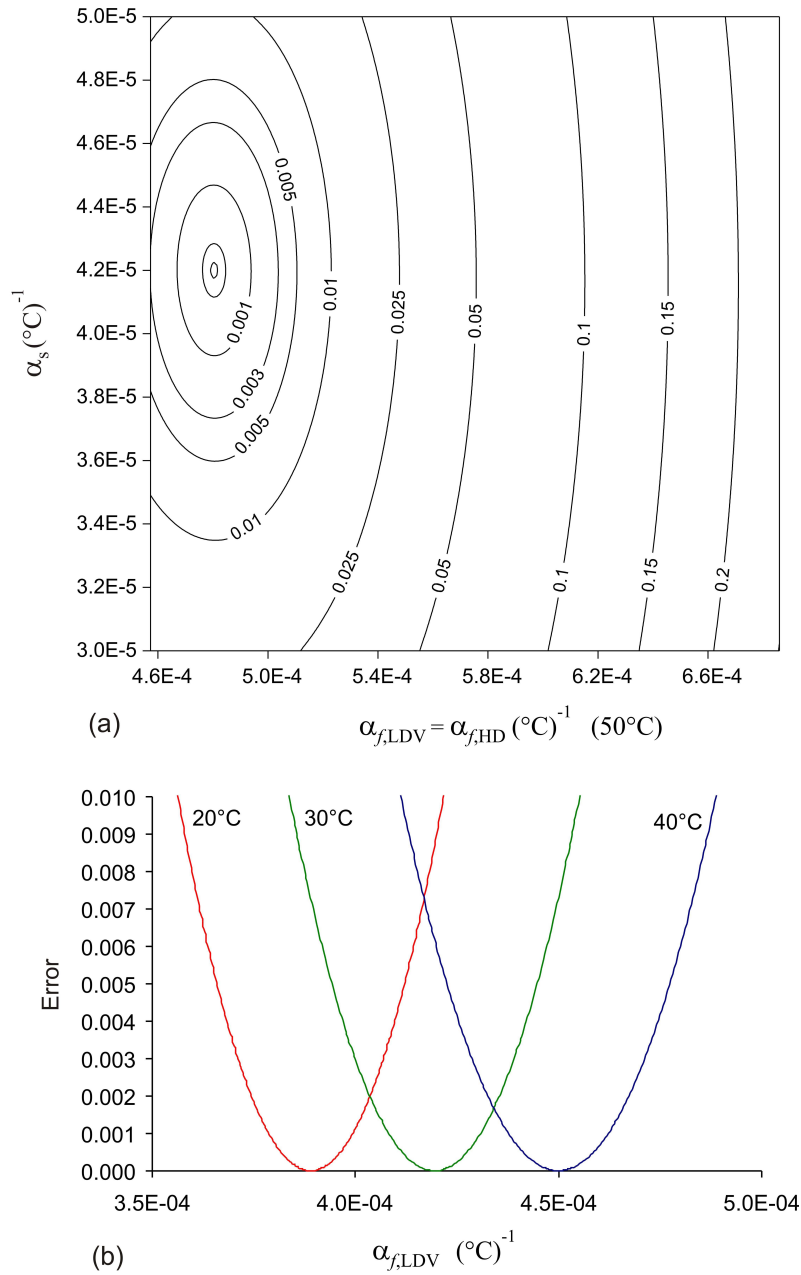 5.0E-5
4.8E-5
4.6E-5
4.4E-5
4.2E-5
4.0E-5
3.8E-5
3.6E-5
3.4E-5
3.2E-5
3.0E-5
αs (°C)-1
0.005
0.001
0.003
0.005
0.01
0.01
0.025
0.05
0.1
0.15
0.025
0.05
0.1
0.15
0.2
4.6E-4 5.0E-4 5.4E-4 5.8E-4 6.2E-4 6.6E-4
(a) αf,LDV = αf,HD (°C)-1 (50°C)
0.010
0.009
0.008
0.007
0.006
0.005
0.004
0.003
0.002
0.001
0.000
Error
20°C 30°C 40°C
3.5E-04 4.0E-04 4.5E-04 5.0E-04
(b) αf,LDV (°C)-1